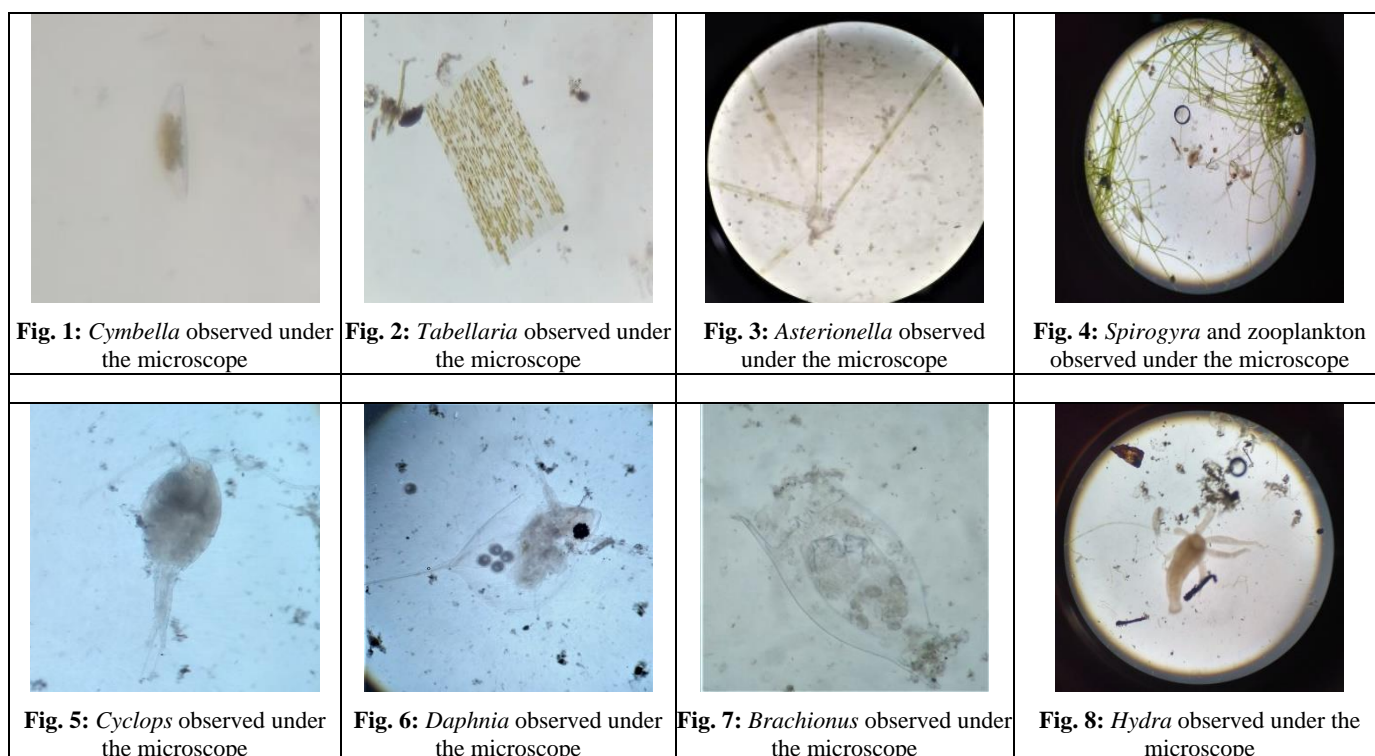 Fig. 1: Cymbella observed under
the microscope
Fig. 2: Tabellaria observed under
the microscope
Fig. 3: Asterionella observed
under the microscope
Fig. 4: Spirogyra and zooplankton
observed under the microscope
Fig. 5: Cyclops observed under
the microscope
Fig. 6: Daphnia observed under
the microscope
Fig. 7: Brachionus observed under
the microscope
Fig. 8: Hydra observed under the
microscope